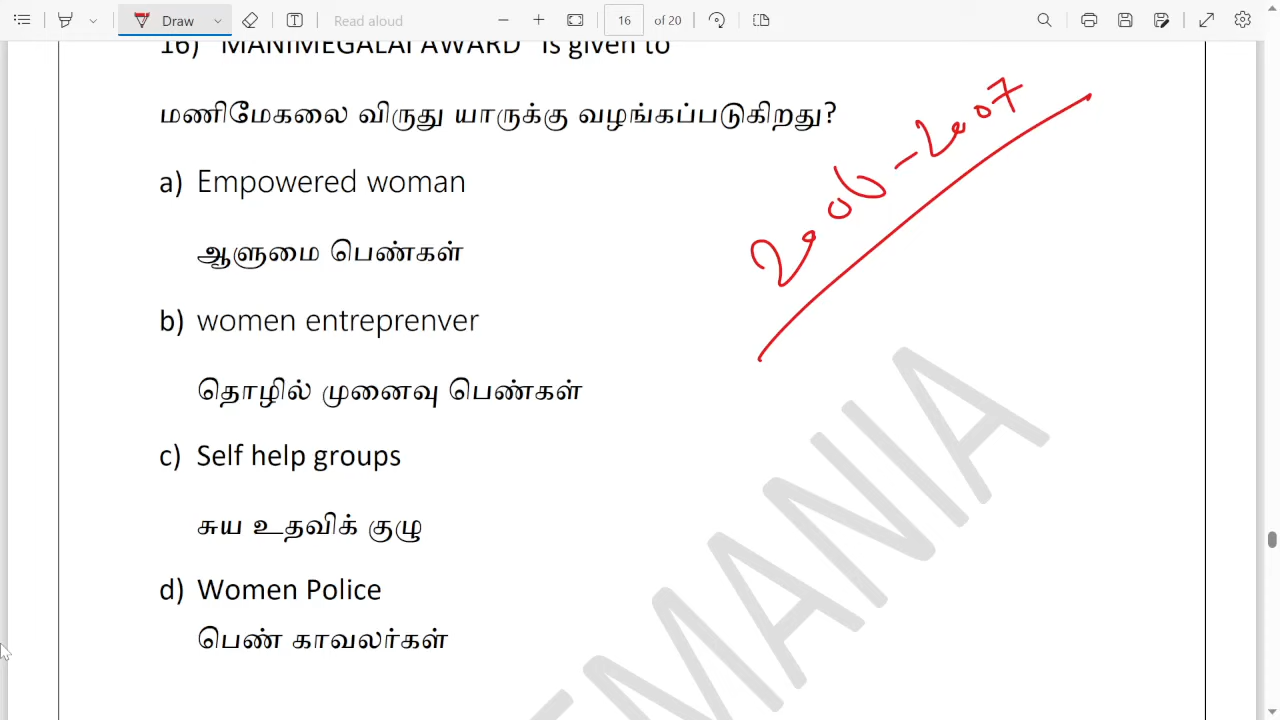 Draw
Read aloud
16 of 20
16) "MANIMEGALAI AWARD" is given to
மணிமேகலை விருது யாருக்கு வழங்கப்படுகிறது?
2006-2007
a) Empowered woman
ஆளுமை பெண்கள்
b) women entreprenver
தொழில் முனைவு பெண்கள்
c) Self help groups
சுய உதவிக் குழு
d) Women Police
பெண் காவலர்கள்
EMANIA